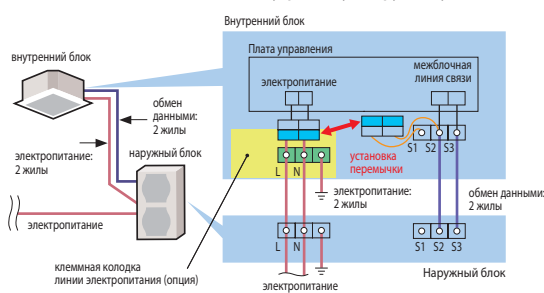 Внутренний блок
Плата управления
внутренний блок
электропитание
межблочная
линия связи
обмен
данными:
2 жилы
S1 S2 S3
электропитание:
2 жилы
наружный блок
L N
установка
перемычки
электропитание:
2 жилы
обмен данными:
2 жилы
электропитание
клеммная колодка
линии электропитания (опция)
L N
S1 S2 S3
Наружный блок
электропитание